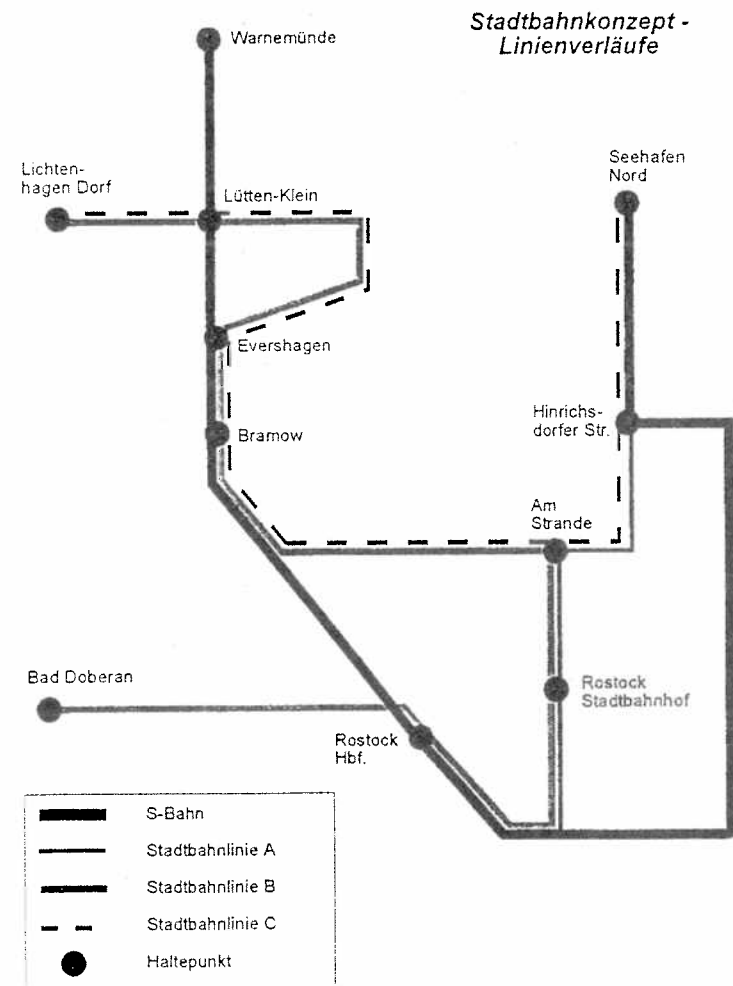 Stadtbahnkonzept -
Linienverläufe
Warnemünde
Lichten-
hagen Dorf
Lütten-Klein
Seehafen
Nord
Evershagen
Bramow
Hinrichs-
dorfer Str.
Am
Strande
Bad Doberan
Rostock
Stadtbahnhof
Rostock
Hbf.
S-Bahn
Stadtbahnlinie A
Stadtbahnlinie B
Stadtbahnlinie C
Haltepunkt